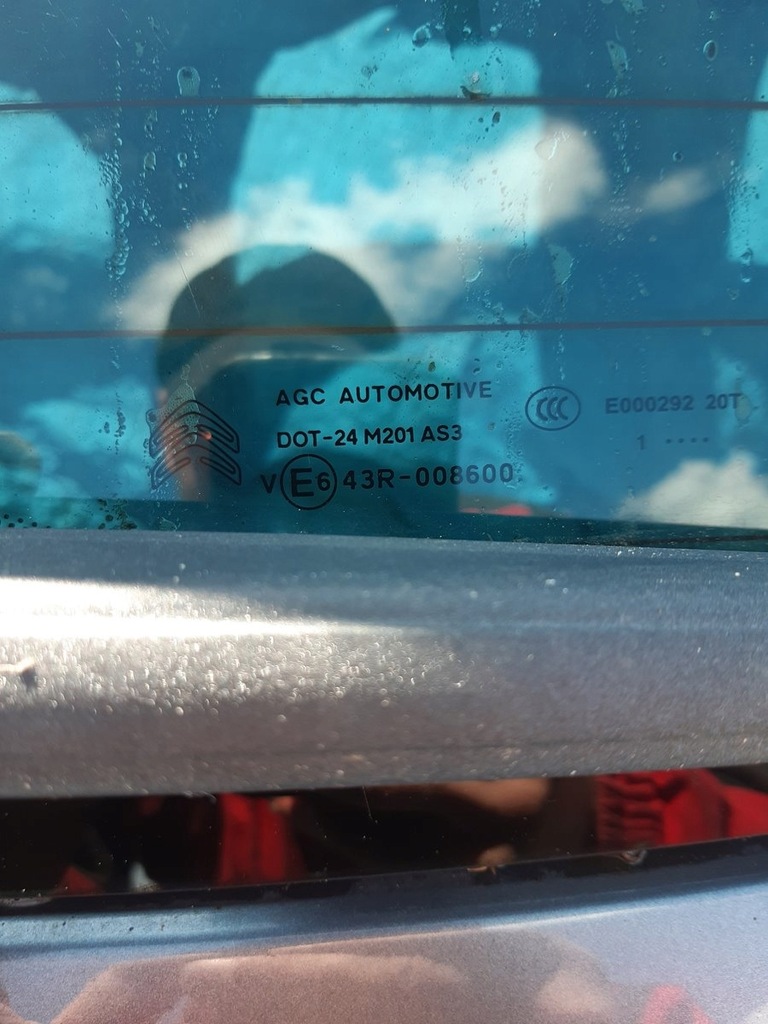 AGC AUTOMOTIVE
DOT-24 M201 AS3
V E6 43R-008600
CCC E000292 20T
1 ····